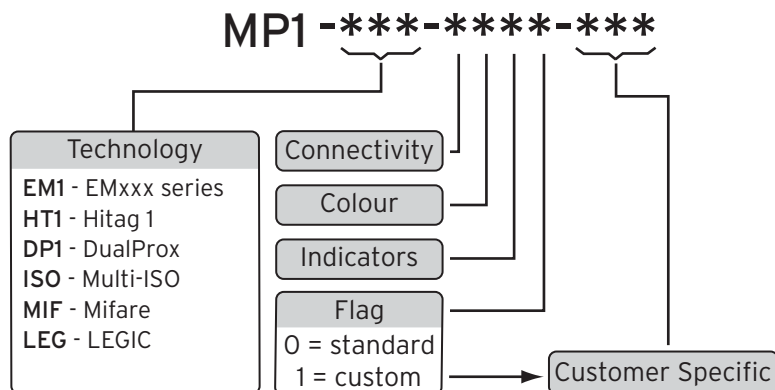 MP1 -***-****-***
Technology
EM1 - EMxxx series
HT1 - Hitag 1
DP1 - DualProx
ISO - Multi-ISO
MIF - Mifare
LEG - LEGIC
Connectivity
Colour
Indicators
Flag
0 = standard
1 = custom
Customer Specific